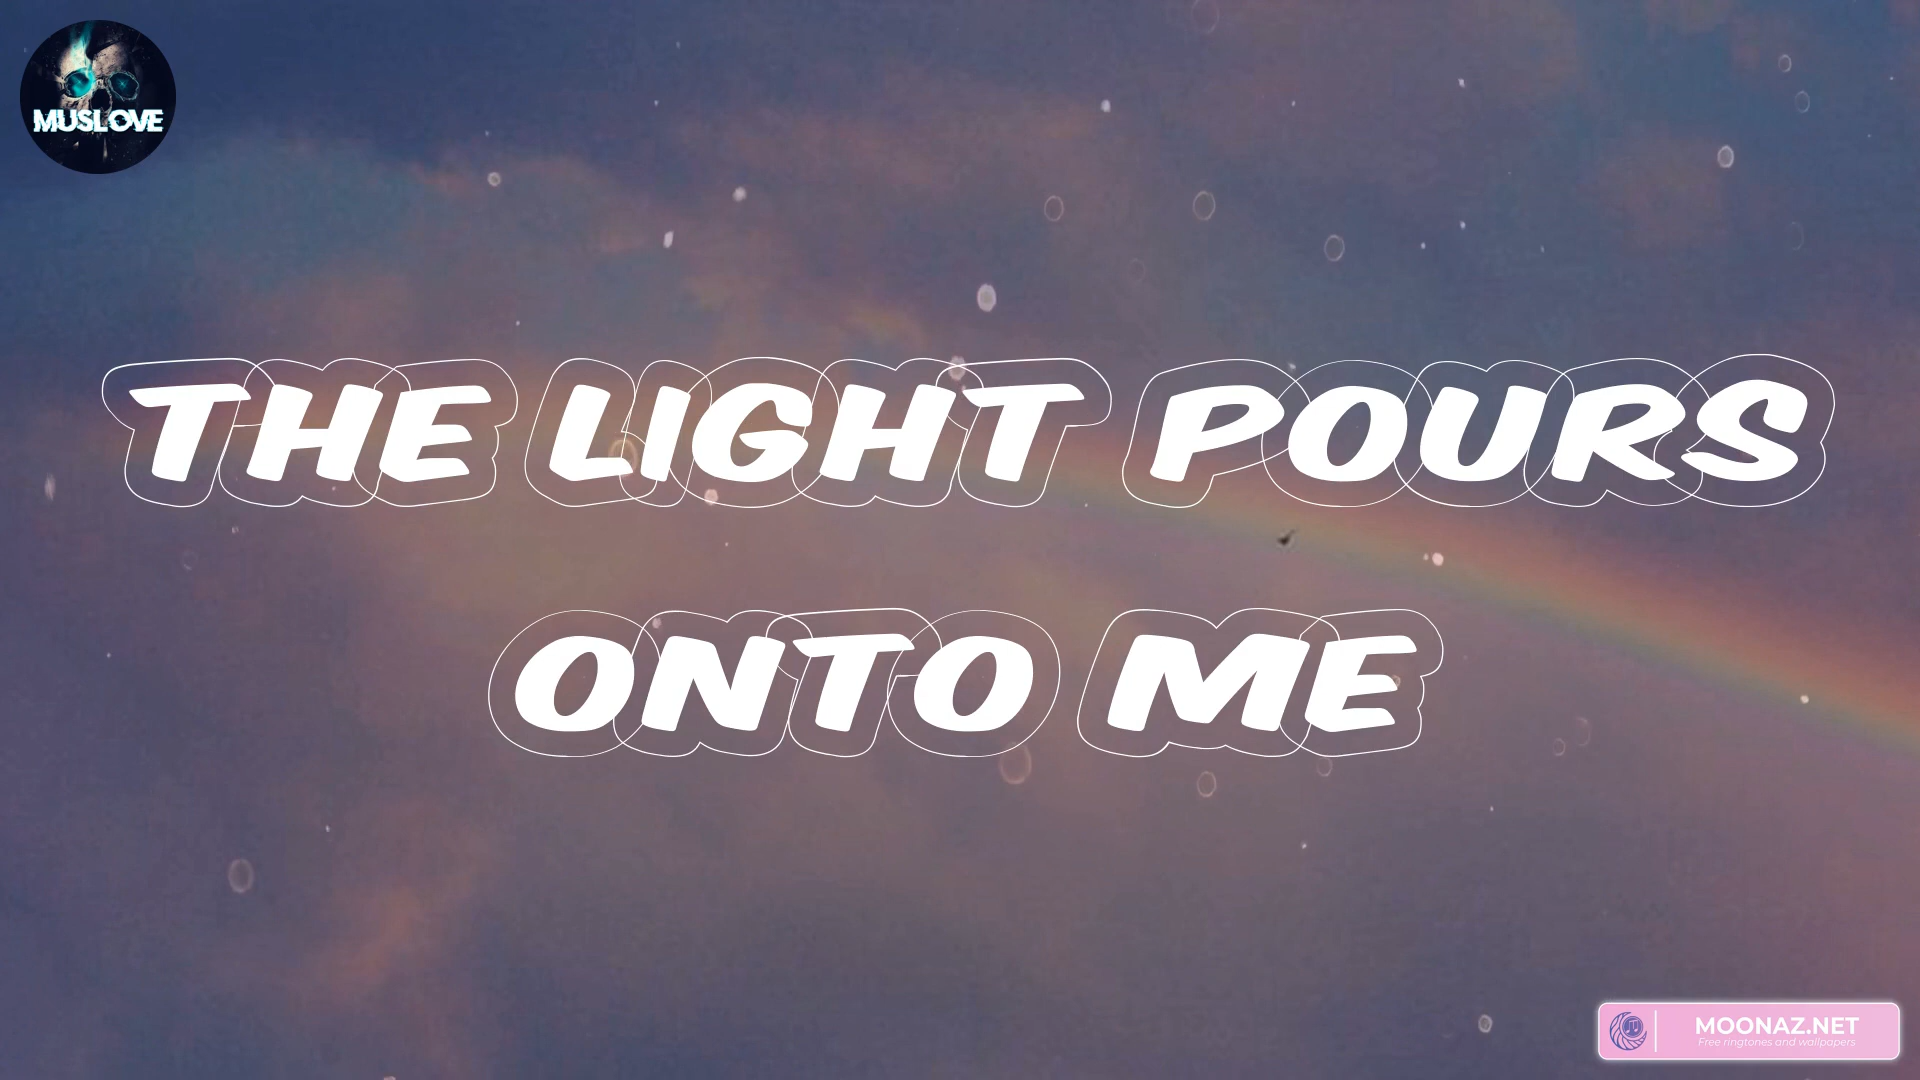 MUSLOVE
THE LIGHT POURS
ONTO ME
MOONAZ.NET
Free ringtones and wallpapers